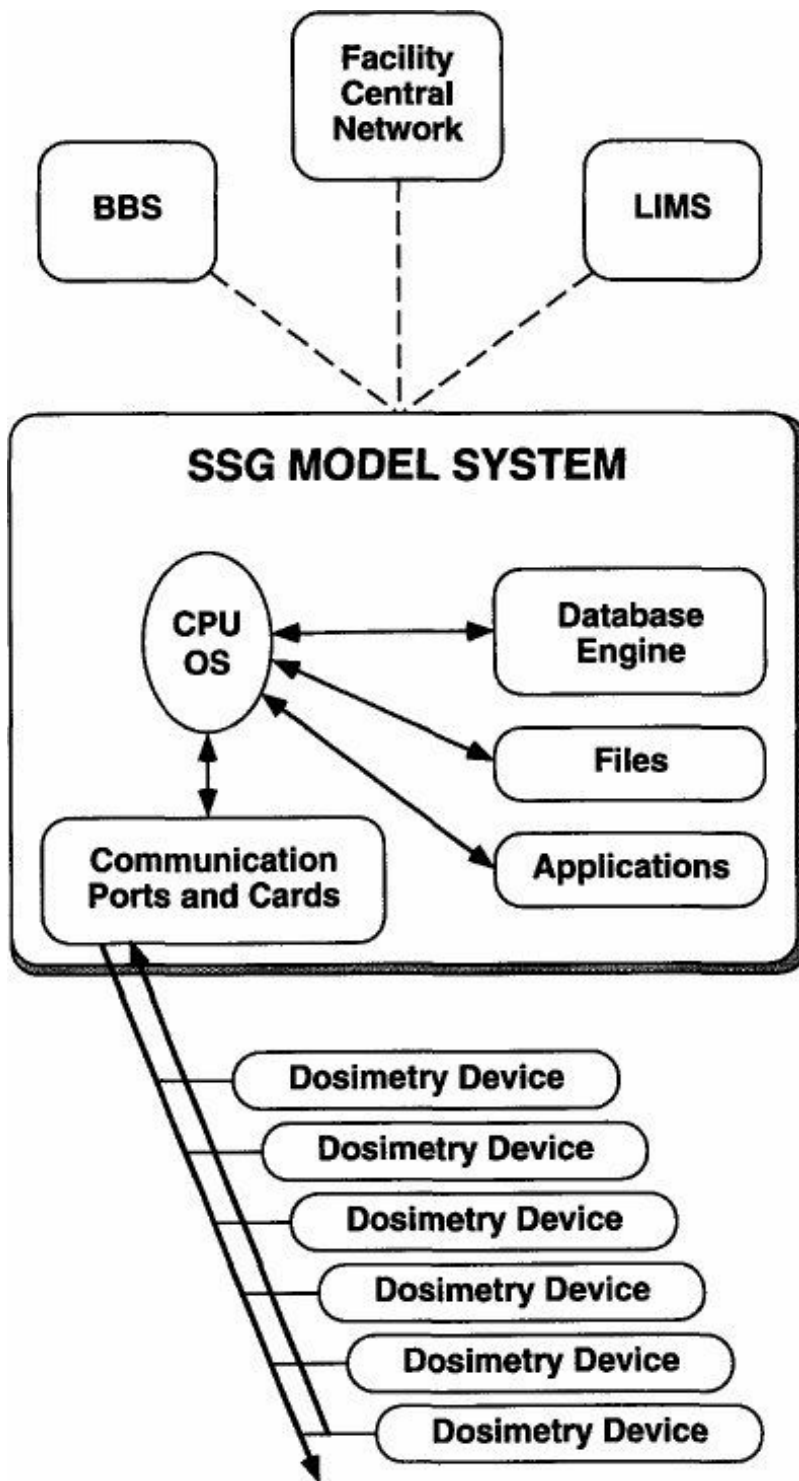 Facility
Central
Network
BBS
LIMS
SSG MODEL SYSTEM
CPU
OS
Database
Engine
Files
Applications
Communication
Ports and Cards
Dosimetry Device
Dosimetry Device
Dosimetry Device
Dosimetry Device
Dosimetry Device
Dosimetry Device